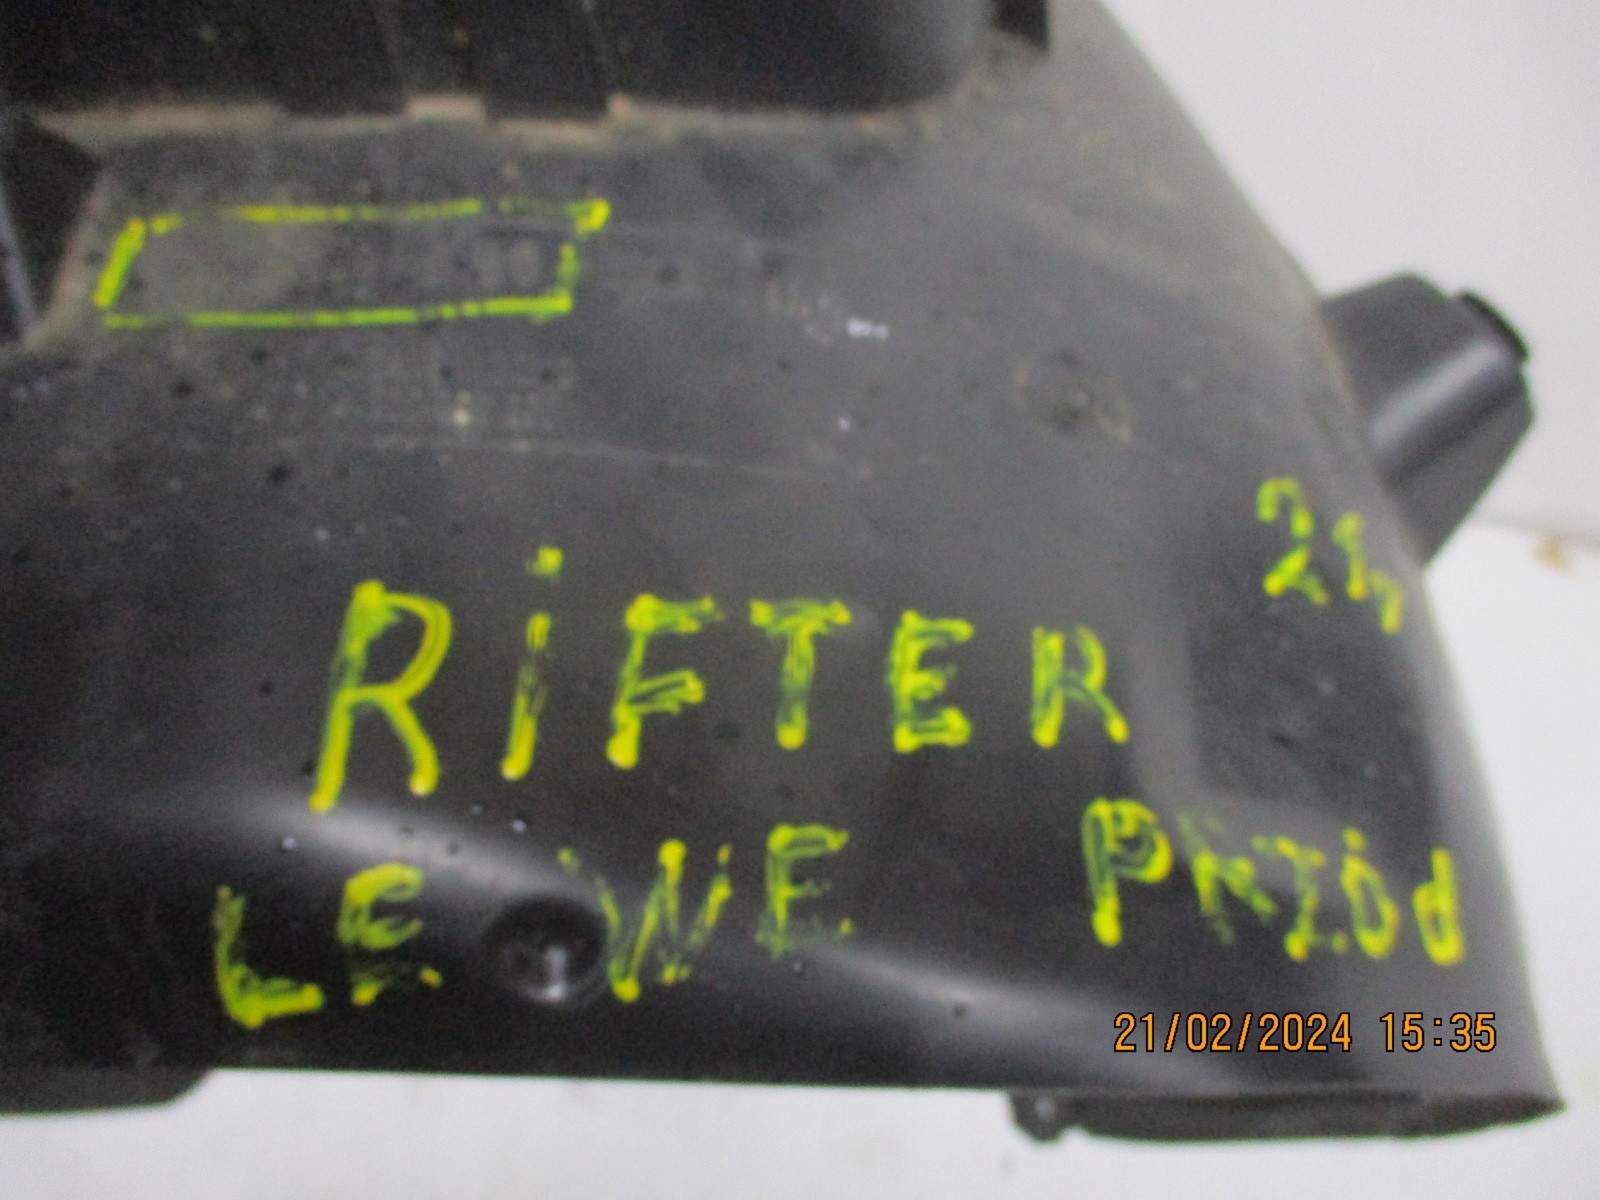 21,
RiFTER
LEWE PRZÓd
21/02/2024 15:35